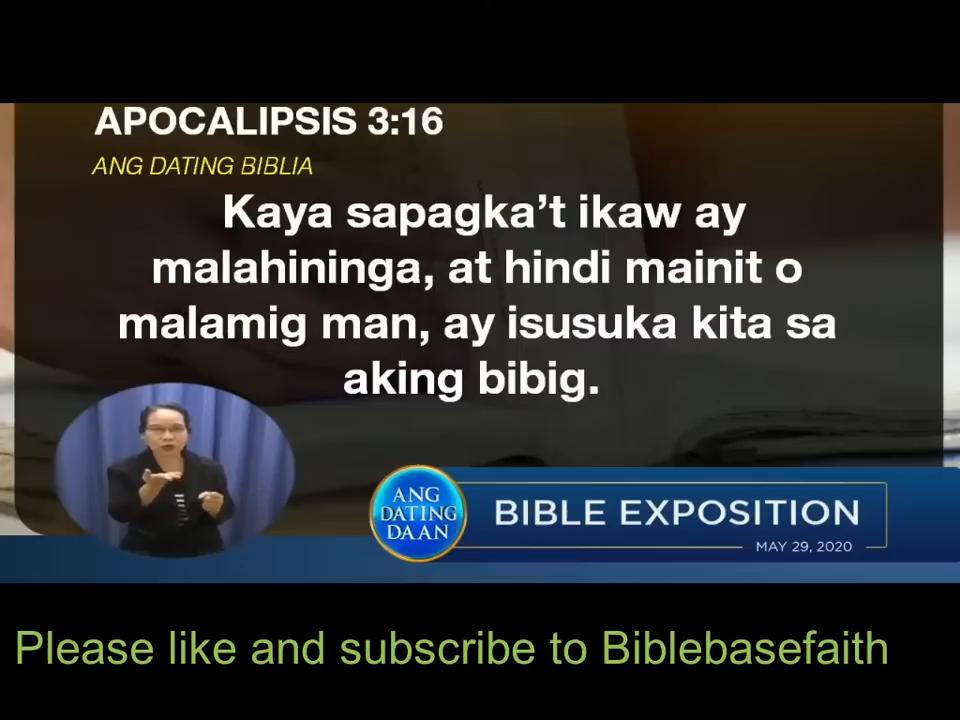 APOCALIPSIS 3:16
ANG DATING BIBLIA
Kaya sapagka’t ikaw ay
malahininga, at hindi mainit o
malamig man, ay isusuka kita sa
aking bibig.
ANG
DATING
DAAN
BIBLE EXPOSITION
MAY 29, 2020
Please like and subscribe to Biblebasefaith